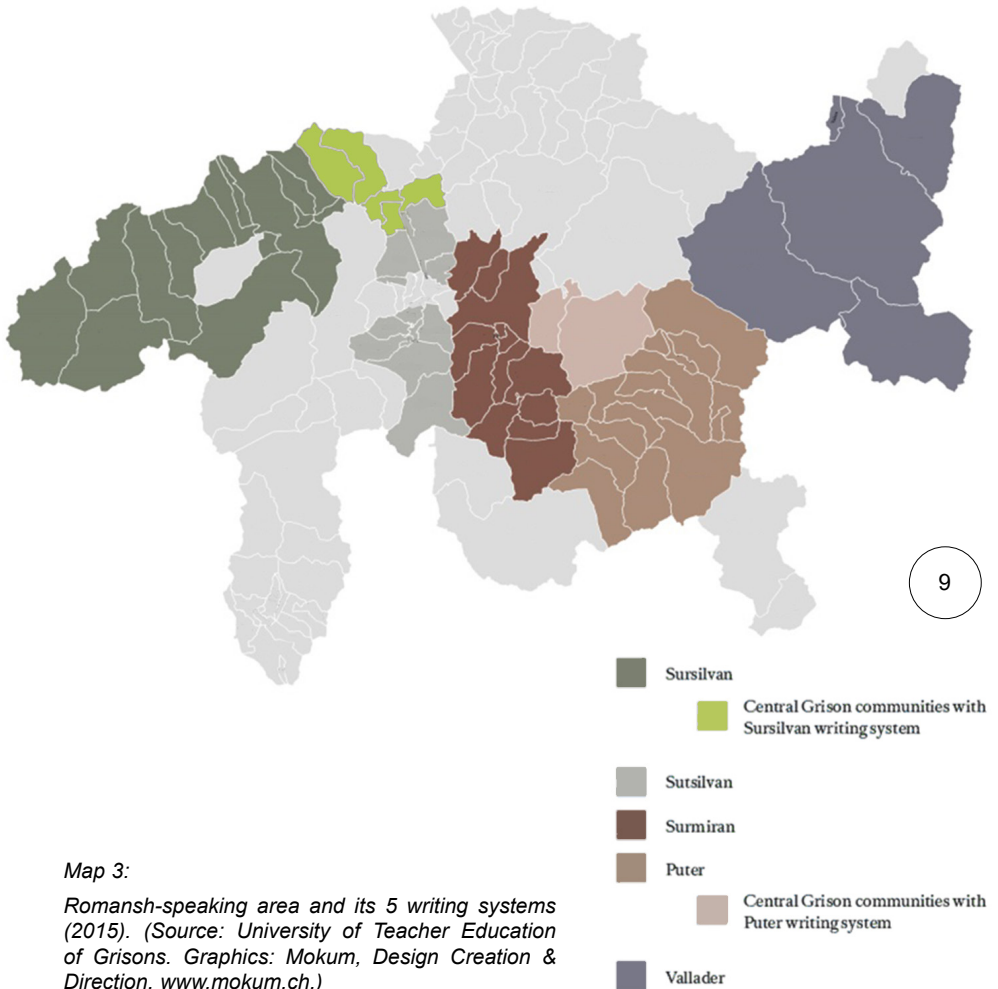 9
Sursilvan
Central Grison communities with
Sursilvan writing system
Sutsilvan
Surmiran
Puter
Central Grison communities with
Puter writing system
Vallader
Map 3:
Romansh-speaking area and its 5 writing systems
(2015). (Source: University of Teacher Education
of Grisons. Graphics: Mokum, Design Creation &
Direction, www.mokum.ch.)